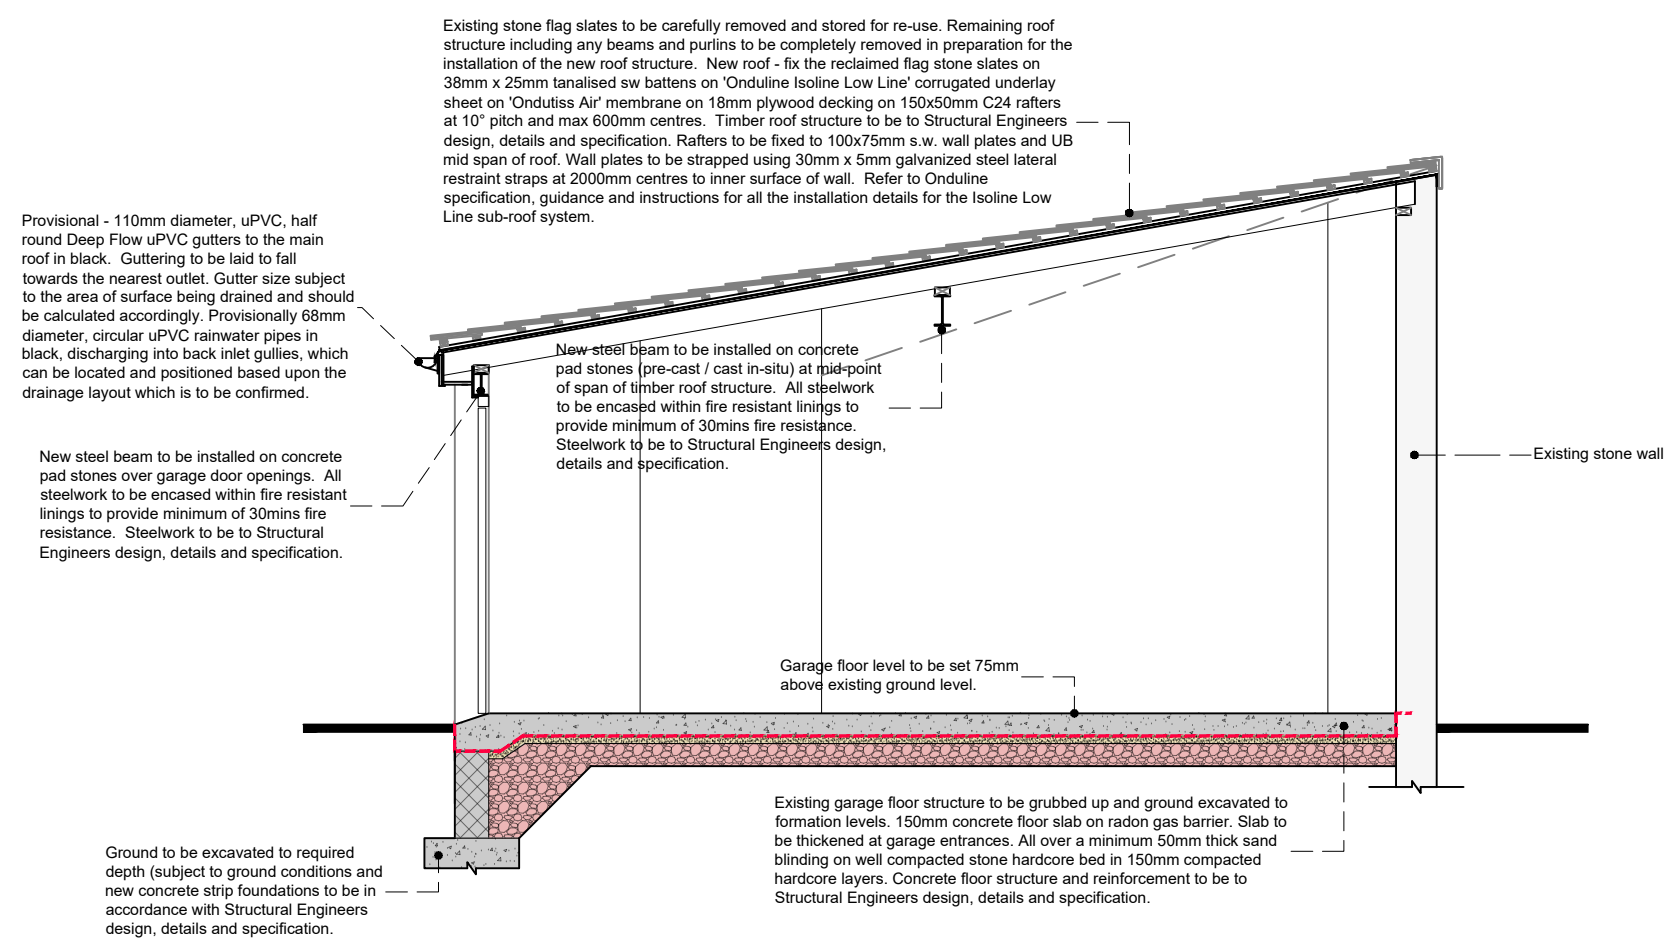 Existing stone flag slates to be carefully removed and stored for re-use. Remaining roof
structure including any beams and purlins to be completely removed in preparation for the
installation of the new roof structure.  New roof - fix the reclaimed flag stone slates on
38mm x 25mm tanalised sw battens on 'Onduline Isoline Low Line' corrugated underlay
sheet on 'Ondutiss Air' membrane on 18mm plywood decking on 150x50mm C24 rafters
at 10° pitch and max 600mm centres.  Timber roof structure to be to Structural Engineers
design, details and specification. Rafters to be fixed to 100x75mm s.w. wall plates and UB
mid span of roof. Wall plates to be strapped using 30mm x 5mm galvanized steel lateral
restraint straps at 2000mm centres to inner surface of wall.  Refer to Onduline
specification, guidance and instructions for all the installation details for the Isoline Low
Line sub-roof system.
Provisional - 110mm diameter, uPVC, half
round Deep Flow uPVC gutters to the main
roof in black.  Guttering to be laid to fall
towards the nearest outlet. Gutter size subject
to the area of surface being drained and should
be calculated accordingly. Provisionally 68mm
diameter, circular uPVC rainwater pipes in
black, discharging into back inlet gullies, which
can be located and positioned based upon the
drainage layout which is to be confirmed.
New steel beam to be installed on concrete
pad stones (pre-cast / cast in-situ) at mid-point
of span of timber roof structure.  All steelwork
to be encased within fire resistant linings to
provide minimum of 30mins fire resistance.
Steelwork to be to Structural Engineers design,
details and specification.
New steel beam to be installed on concrete
pad stones over garage door openings.  All
steelwork to be encased within fire resistant
linings to provide minimum of 30mins fire
resistance.  Steelwork to be to Structural
Engineers design, details and specification.
Existing stone wall
Garage floor level to be set 75mm
above existing ground level.
Existing garage floor structure to be grubbed up and ground excavated to
formation levels. 150mm concrete floor slab on radon gas barrier. Slab to
be thickened at garage entrances. All over a minimum 50mm thick sand
blinding on well compacted stone hardcore bed in 150mm compacted
hardcore layers. Concrete floor structure and reinforcement to be to
Structural Engineers design, details and specification.
Ground to be excavated to required
depth (subject to ground conditions and
new concrete strip foundations to be in
accordance with Structural Engineers
design, details and specification.